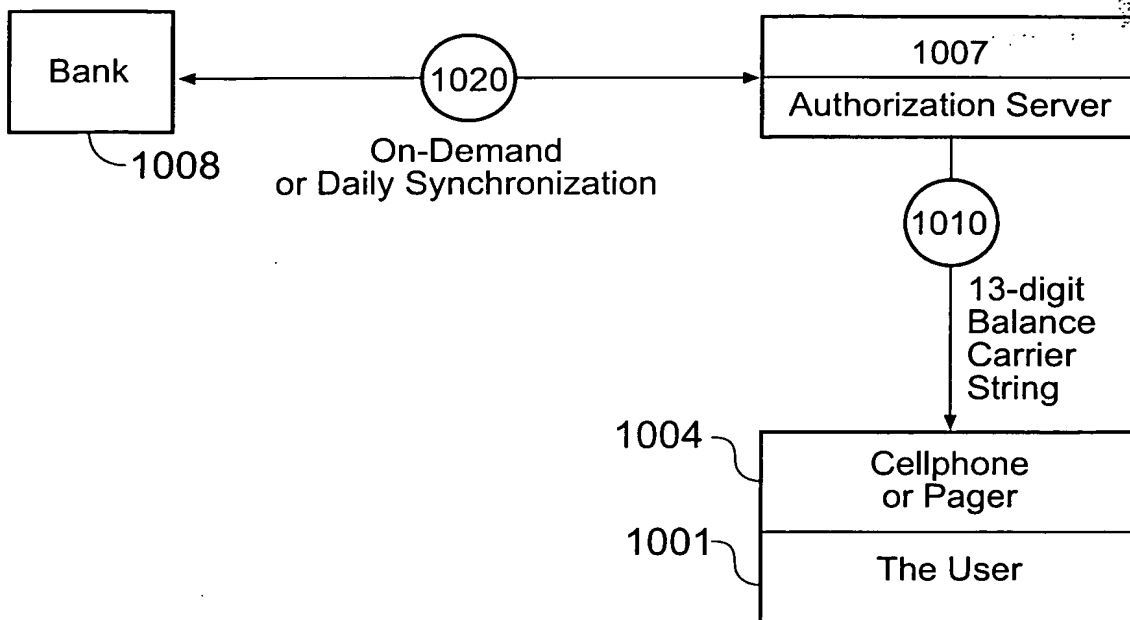 Bank
1020
1007
Authorization Server
1008
On-Demand
or Daily Synchronization
1010
13-digit
Balance
Carrier
String
1004
Cellphone
or Pager
1001
The User